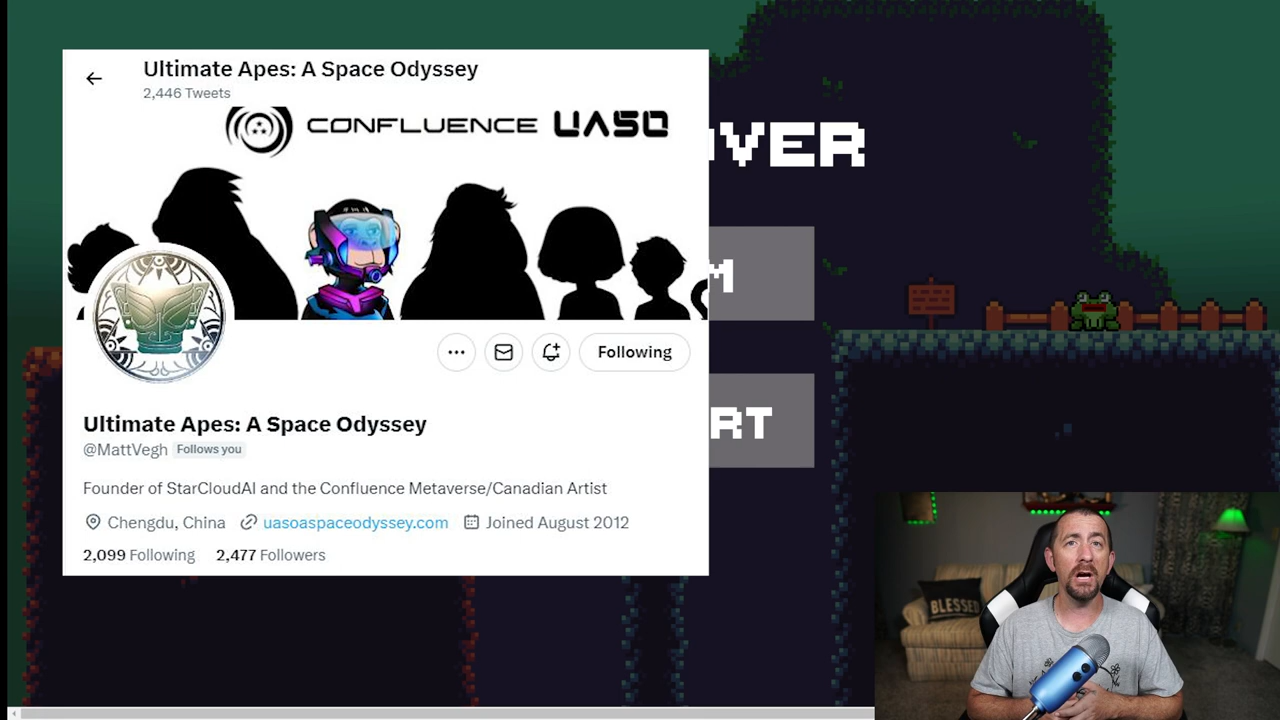 Ultimate Apes: A Space Odyssey
2,446 Tweets
CONFLUENCE UASO
VER
M
Following
RT
Ultimate Apes: A Space Odyssey
@MattVegh Follows you
Founder of StarCloudAI and the Confluence Metaverse/Canadian Artist
Chengdu, China uasoaspaceodyssey.com Joined August 2012
2,099 Following 2,477 Followers
BLESSED